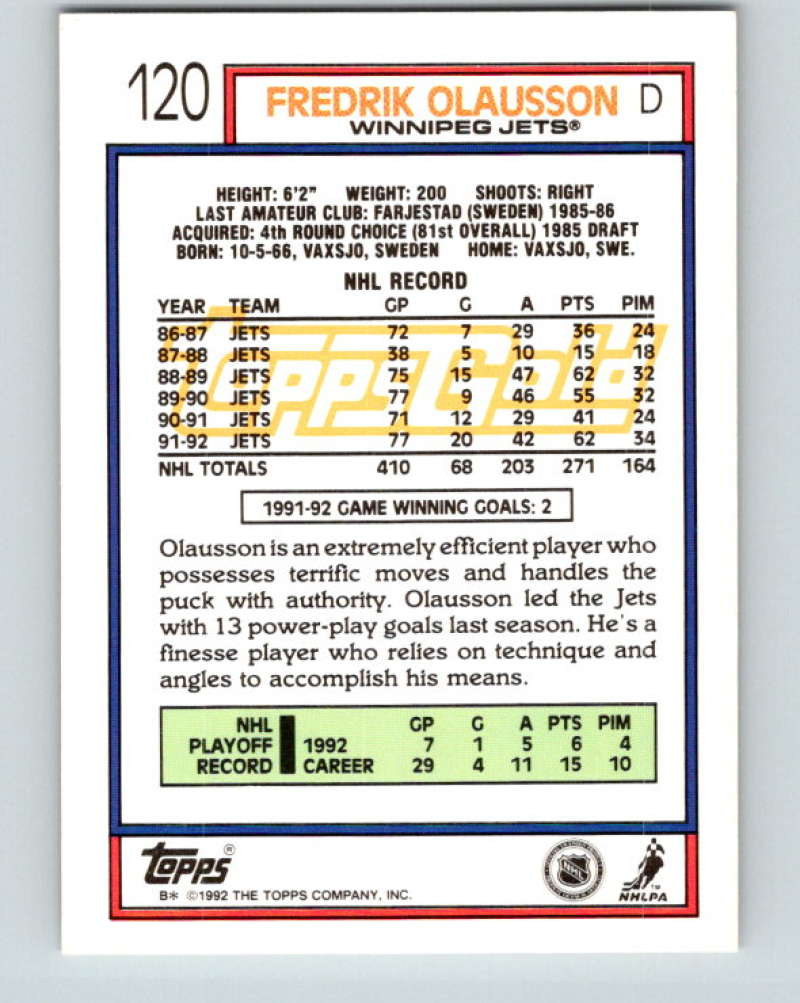 120
FREDRIK OLAUSSON D
WINNIPEG JETS®
HEIGHT: 6'2" WEIGHT: 200 SHOOTS: RIGHT
LAST AMATEUR CLUB: FARJESTAD (SWEDEN) 1985-86
ACQUIRED: 4th ROUND CHOICE (81st OVERALL) 1985 DRAFT
BORN: 10-5-66, VAXSJO, SWEDEN HOME: VAXSJO, SWE.
NHL RECORD
YEAR TEAM GP G A PTS PIM
86-87 JETS 72 7 29 36 24
87-88 JETS 38 5 10 15 18
88-89 JETS 75 15 47 62 32
89-90 JETS 77 9 46 55 32
90-91 JETS 71 12 29 41 24
91-92 JETS 77 20 42 62 34
Topps Gold
NHL TOTALS 410 68 203 271 164
1991-92 GAME WINNING GOALS: 2
Olausson is an extremely efficient player who
possesses terrific moves and handles the
puck with authority. Olausson led the Jets
with 13 power-play goals last season. He's a
finesse player who relies on technique and
angles to accomplish his means.
NHL GP G A PTS PIM
PLAYOFF 1992 7 1 5 6 4
RECORD CAREER 29 4 11 15 10
Topps®
B* ©1992 THE TOPPS COMPANY, INC.
NHL
NHLPA™